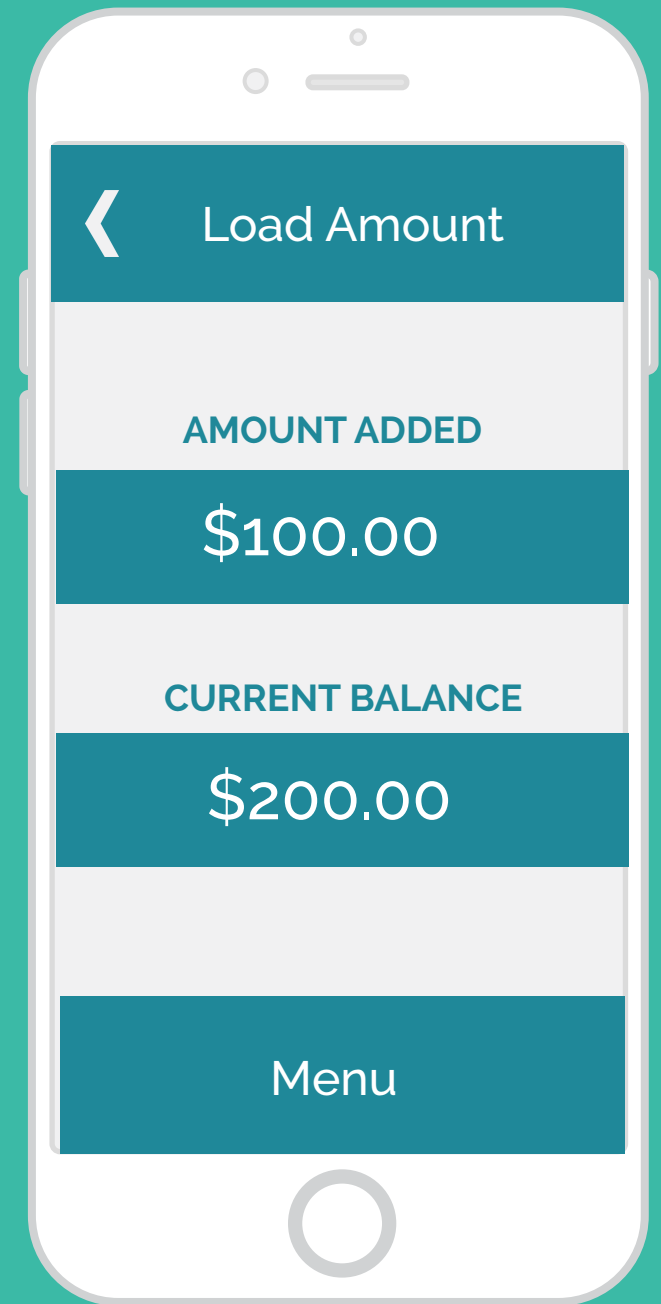 Load Amount
AMOUNT ADDED
$100.00
CURRENT BALANCE
$200.00
Menu